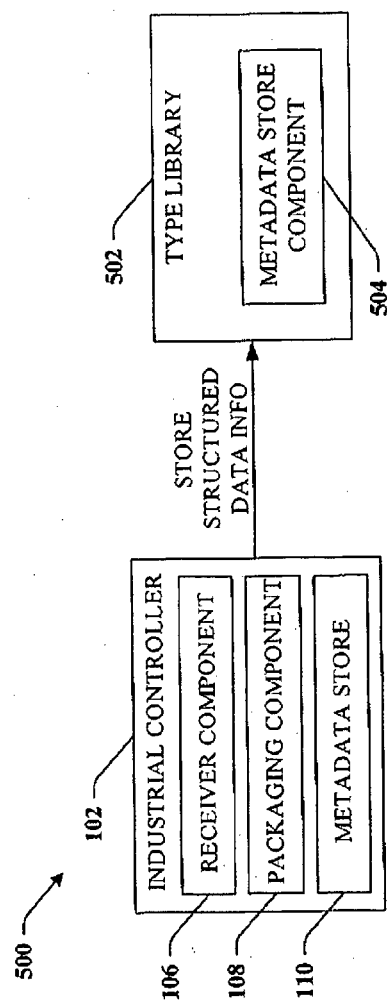 500
102
INDUSTRIAL CONTROLLER
RECEIVER COMPONENT
PACKAGING COMPONENT
METADATA STORE
106
108
110
STORE
STRUCTURED
DATA INFO
502
TYPE LIBRARY
METADATA STORE
COMPONENT
504